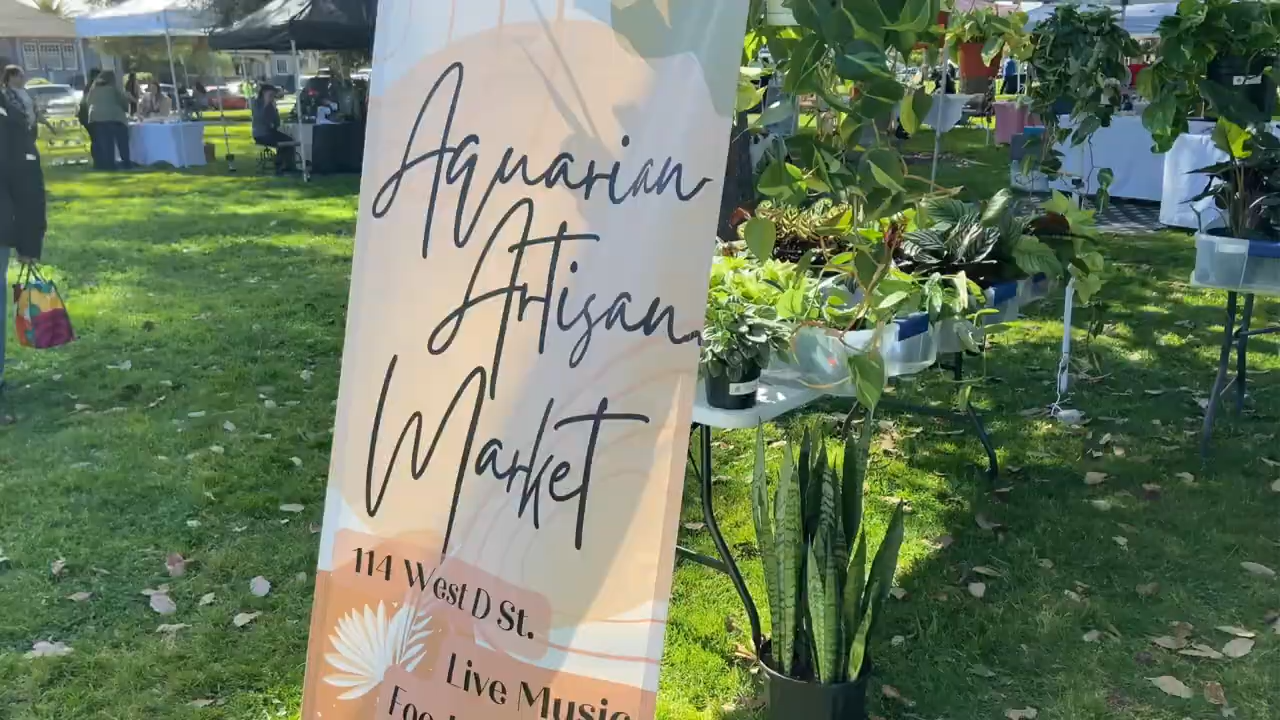 Aquarian
Artisan
Market
114 West D St.
Live Music